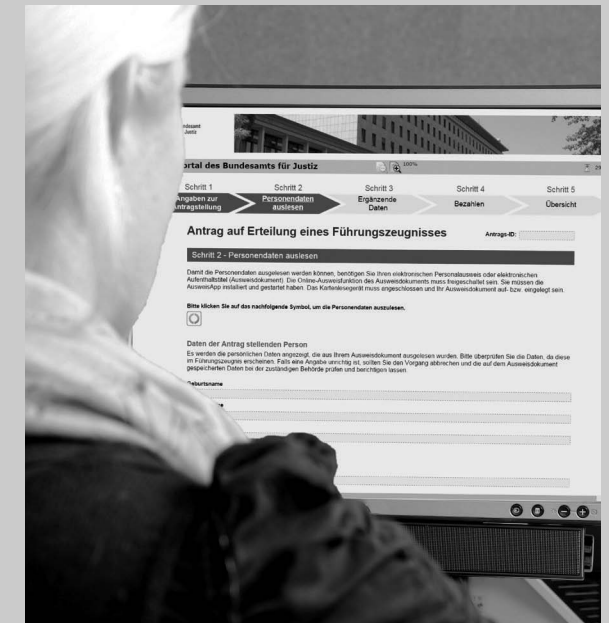 Portal des Bundesamts für Justiz
100%
Schritt 1
Schritt 2
Schritt 3
Schritt 4
Schritt 5
Angaben zur
Antragstellung
Personendaten
auslesen
Ergänzende
Daten
Bezahlen
Übersicht
Antrag auf Erteilung eines Führungszeugnisses
Antrags-ID:
Schritt 2 - Personendaten auslesen
Damit die Personendaten ausgelesen werden können, benötigen Sie Ihren elektronischen Personalausweis oder elektronischen
Aufenthaltstitel (Ausweisdokument). Die Online-Ausweisfunktion des Ausweisdokuments muss freigeschaltet sein. Sie müssen die
AusweisApp installiert und gestartet haben. Das Kartenlesegerät muss angeschlossen und Ihr Ausweisdokument auf- bzw. eingelegt sein.
Bitte klicken Sie auf das nachfolgende Symbol, um die Personendaten auszulesen.
Daten der Antrag stellenden Person
Es werden die persönlichen Daten angezeigt, die aus Ihrem Ausweisdokument ausgelesen wurden. Bitte überprüfen Sie die Daten, da diese
im Führungszeugnis erscheinen. Falls eine Angabe unrichtig ist, sollten Sie den Vorgang abbrechen und die auf dem Ausweisdokument
gespeicherten Daten bei der zuständigen Behörde prüfen und berichtigen lassen.
Geburtsname